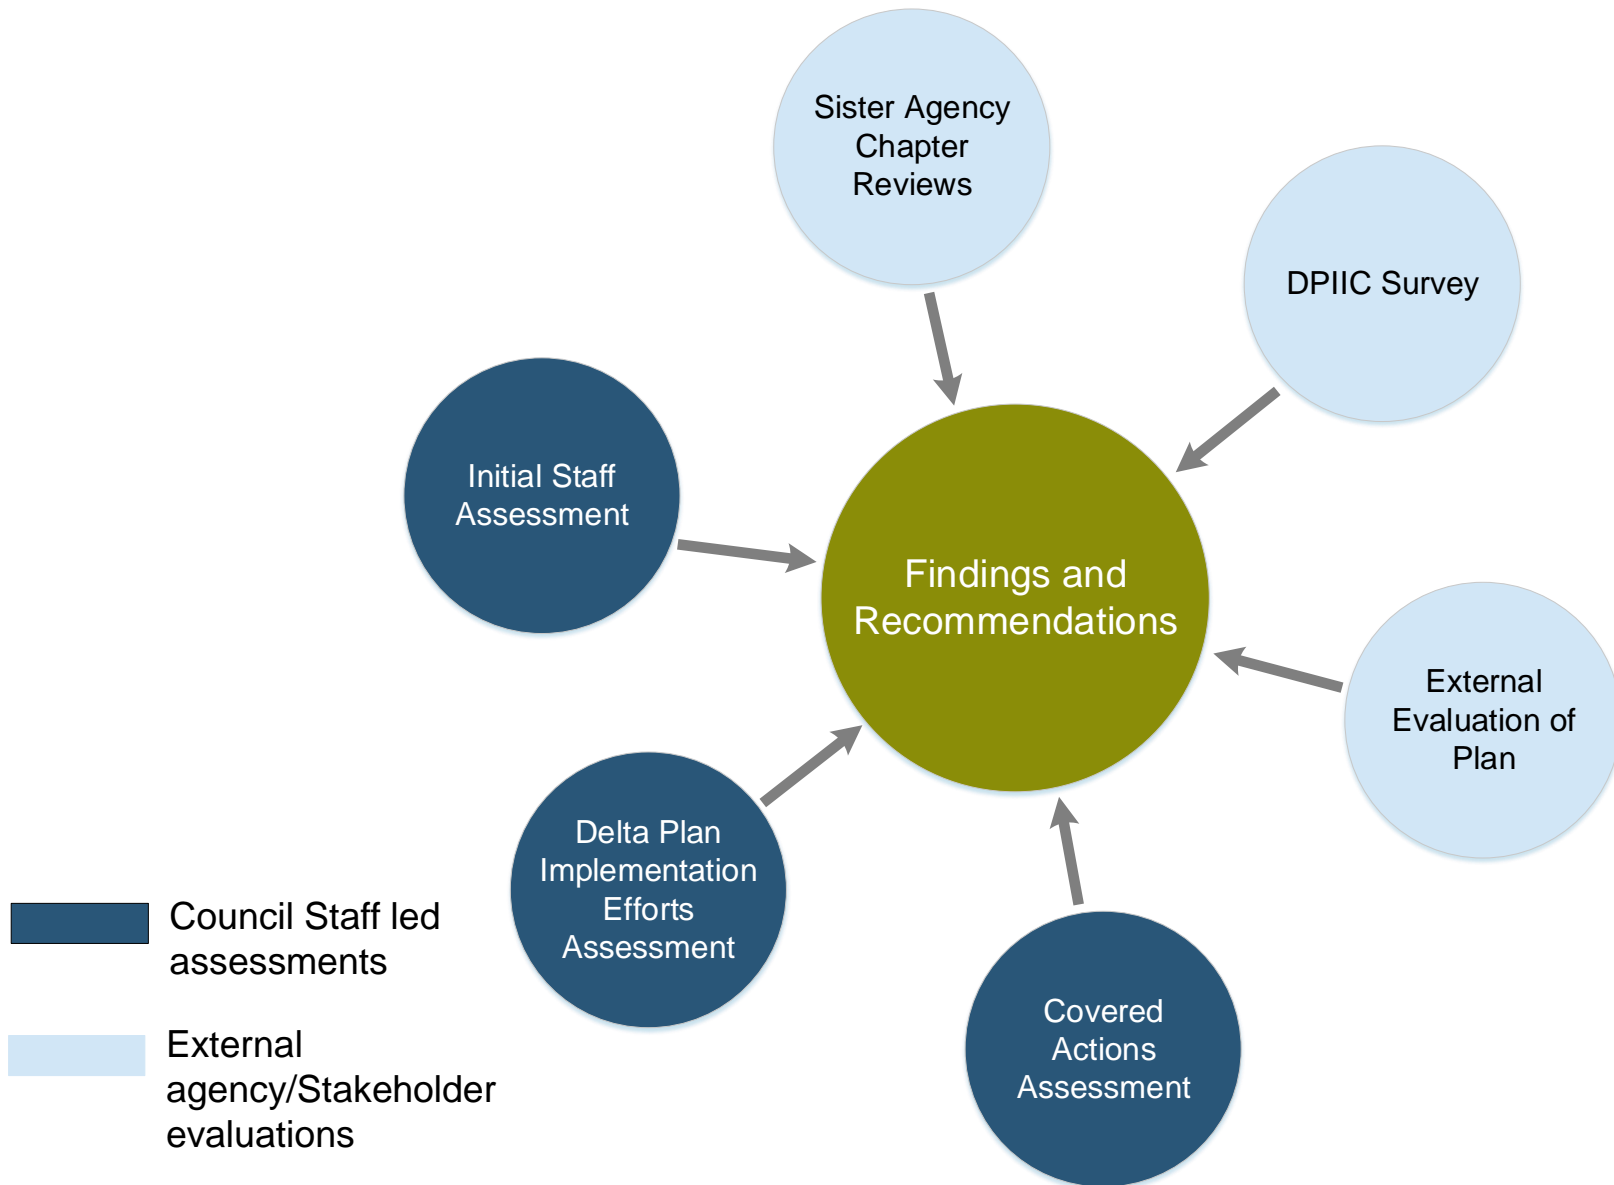 Sister Agency
Chapter
Reviews
DPIIC Survey
Initial Staff
Assessment
Findings and
Recommendations
External
Evaluation of
Plan
Delta Plan
Implementation
Efforts
Assessment
Covered
Actions
Assessment
Council Staff led
assessments
External
agency/Stakeholder
evaluations